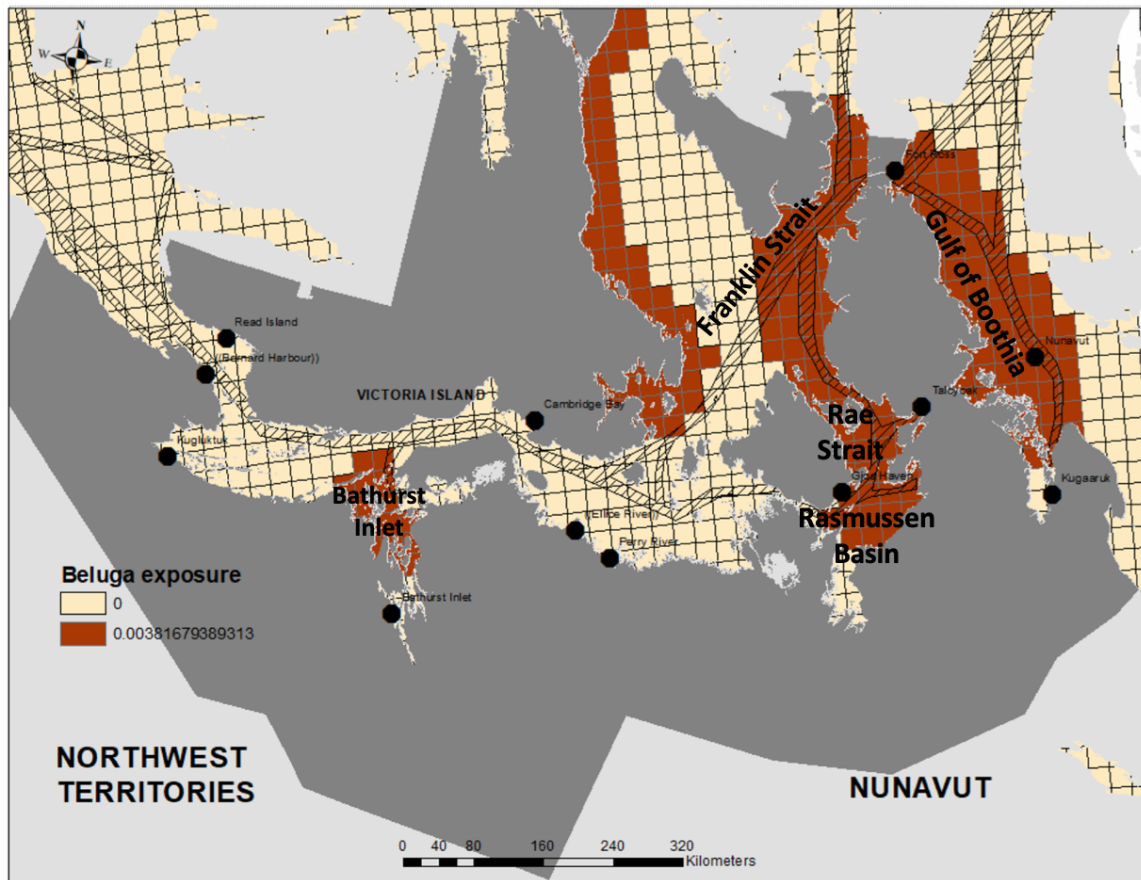 N
W
E
S
Fort Ross
Franklin Strait
Gulf of Boothia
Read Island
((Bernard Harbour))
Nunavut
VICTORIA ISLAND
Cambridge Bay
Taloyoak
Rae
Strait
Kugluktuk
Gjoa Haven
Kugaaruk
Bathurst
Inlet
((Ellice River))
Rasmussen
Basin
Perry River
Beluga exposure
0
0.00381679389313
Bathurst Inlet
NORTHWEST
TERRITORIES
NUNAVUT
0 40 80 160 240 320
Kilometers